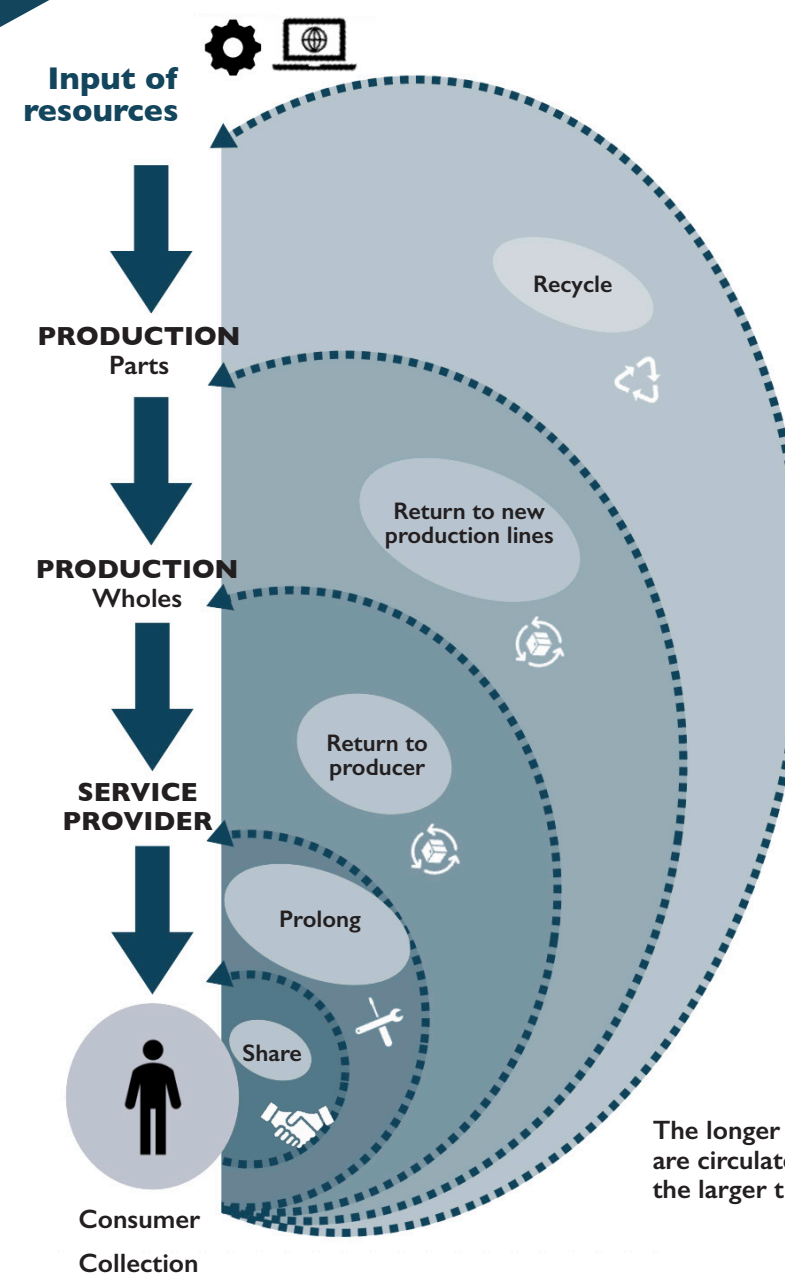 Input of
resources
Recycle
PRODUCTION
Parts
Return to new
production lines
PRODUCTION
Wholes
Return to
producer
SERVICE
PROVIDER
Prolong
Share
The longer
are circulate
the larger t
Consumer
Collection